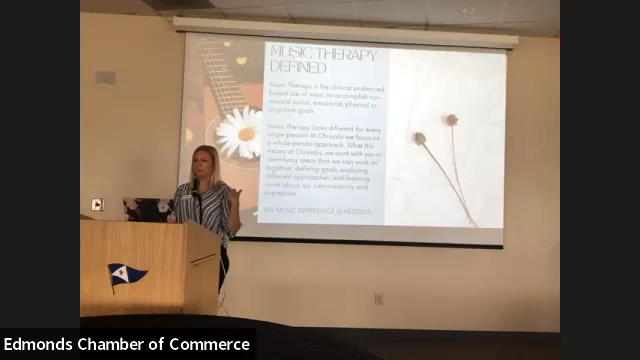 MUSIC THERAPY
DEFINED
Music Therapy is the clinical evidenced
based use of music to accomplish non-
musical social, emotional, physical or
cognitive goals.
Music Therapy looks different for every
single person! At Chrysalis we focus on
a whole person approach. What this
means at Chrysalis, we work with you in
identifying areas that we can work on
together, defining goals, exploring
different approaches and learning
more about our own creativity and
expression.
MUSIC IS NEEDED!
Edmonds Chamber of Commerce